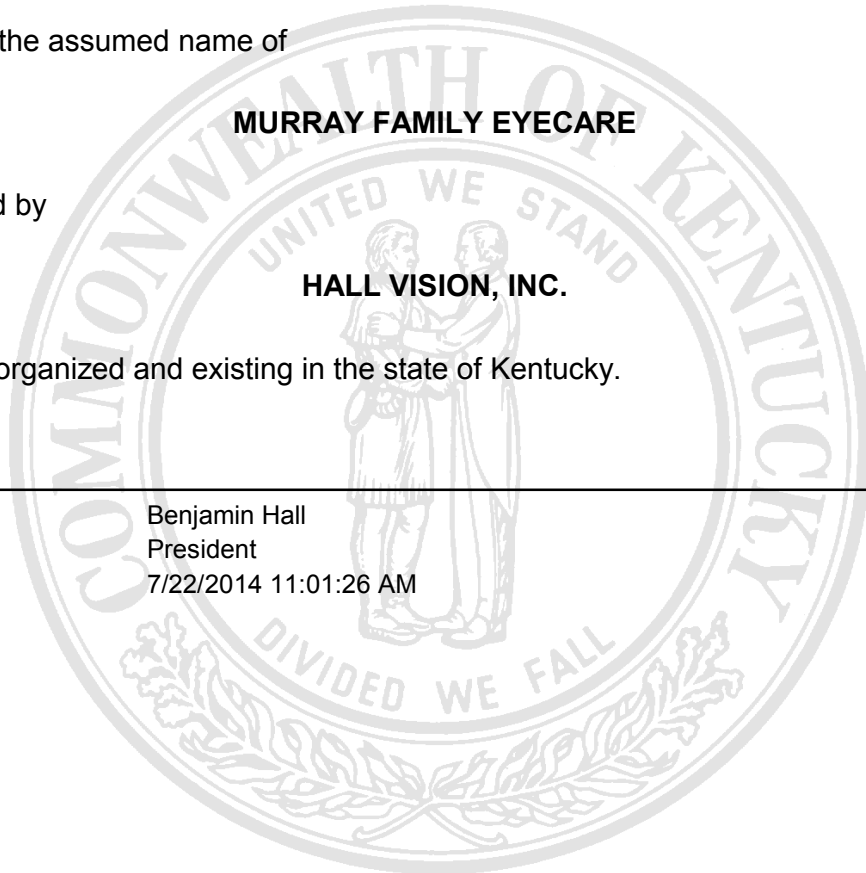 the assumed name of
MURRAY FAMILY EYECARE
d by
HALL VISION, INC.
organized and existing in the state of Kentucky.
Benjamin Hall
President
7/22/2014 11:01:26 AM
COMMONWEALTH OF KENTUCKY
UNITED WE STAND
DIVIDED WE FALL